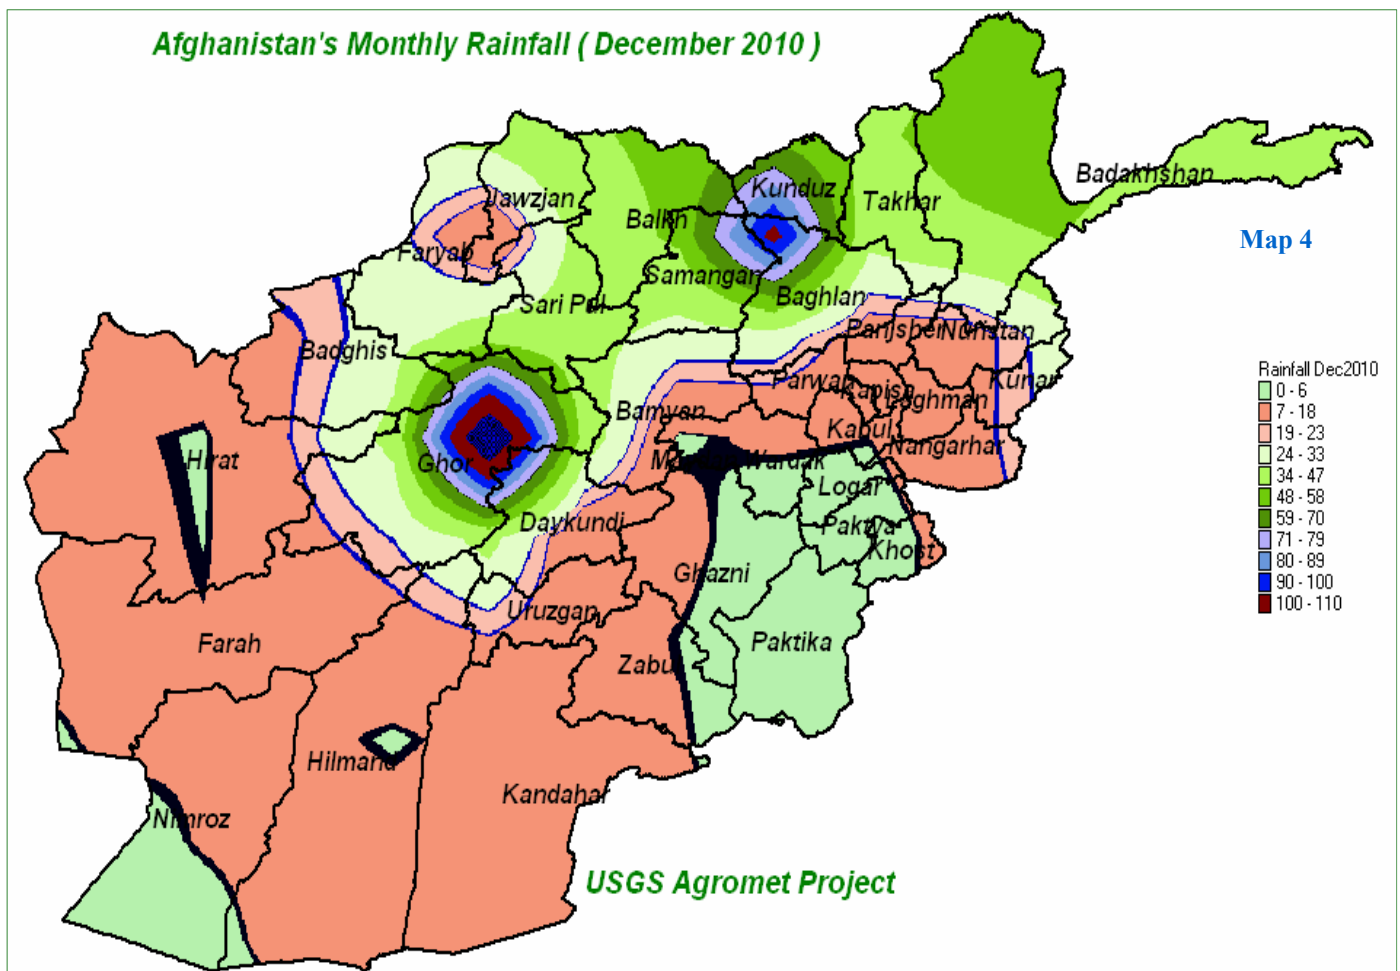 Afghanistan's Monthly Rainfall ( December 2010 )
Badakhshan
Kunduz
Jawzjan
Takhar
Balkh
Map 4
Faryab
Samangan
Baghlan
Sari Pul
Panjsher
Nuristan
Badghis
Parwan
Kunar
Kapisa
Laghman
Bamyan
Kabul
Nangarhar
Hirat
Ghor
Wardak
Logar
Daykundi
Paktya
Khost
Ghazni
Uruzgan
Farah
Paktika
Zabul
Hilmand
Kandahar
Nimroz
USGS Agromet Project
Rainfall Dec2010
0 - 6
7 - 18
19 - 23
24 - 33
34 - 47
48 - 58
59 - 70
71 - 79
80 - 89
90 - 100
100 - 110